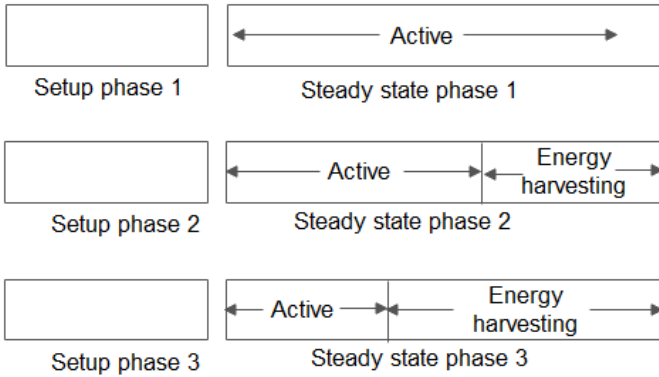 Active
Setup phase 1
Steady state phase 1
Active
Energy
harvesting
Setup phase 2
Steady state phase 2
Active
Energy
harvesting
Setup phase 3
Steady state phase 3